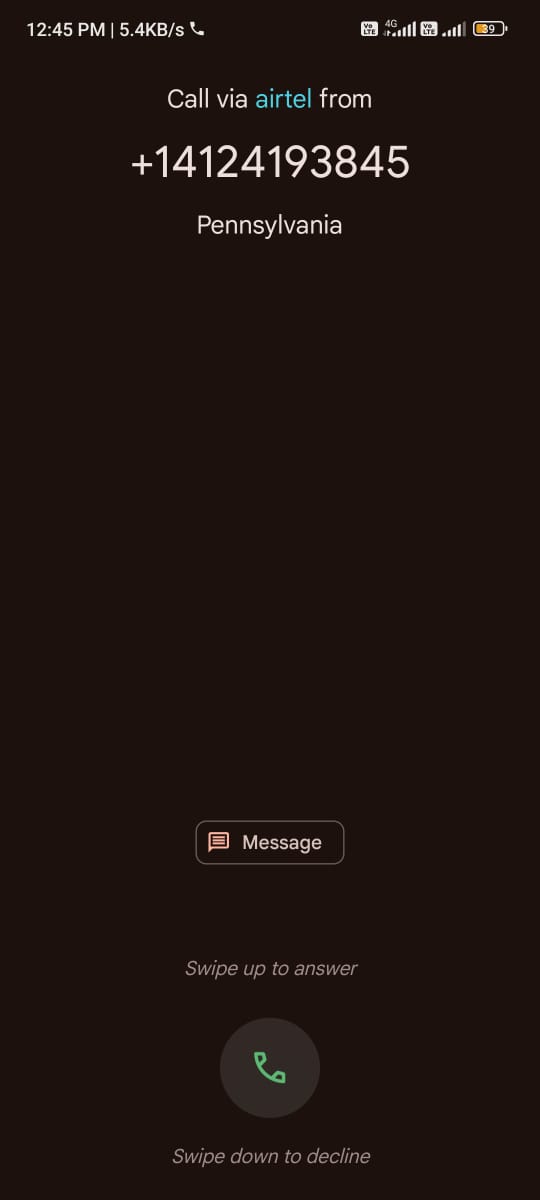 12:45 PM | 5.4KB/s Vo LTE 4G Vo LTE 39
Call via airtel from
+14124193845
Pennsylvania
Message
Swipe up to answer
Swipe down to decline